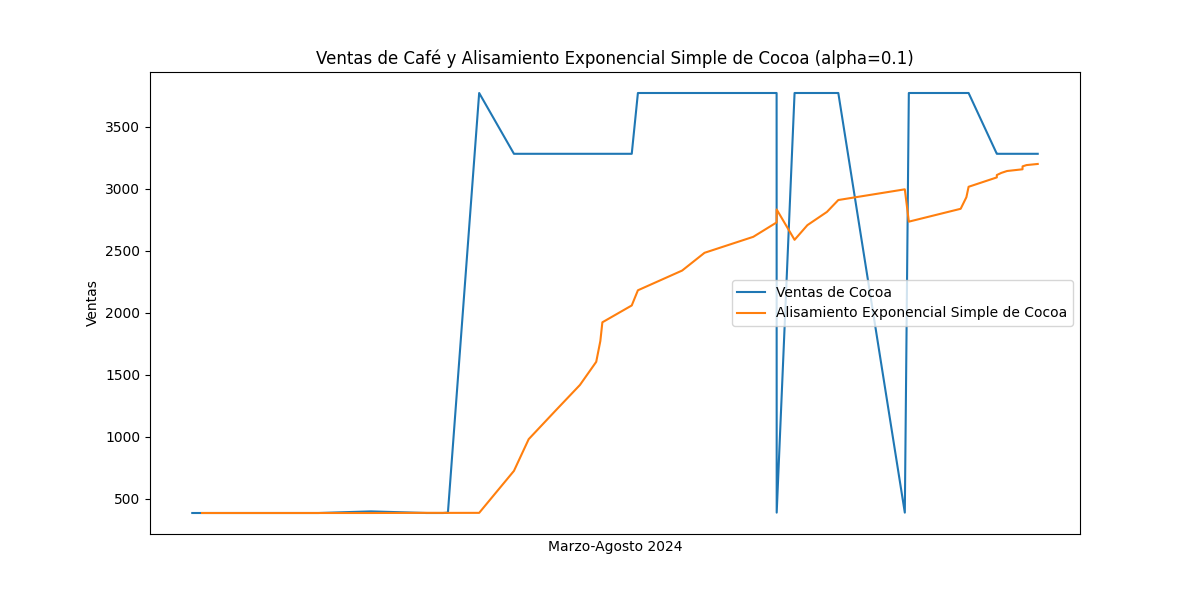 Ventas de Café y Alisamiento Exponencial Simple de Cocoa (alpha=0.1)
Ventas
3500
3000
2500
2000
1500
1000
500
Ventas de Cocoa
Alisamiento Exponencial Simple de Cocoa
Marzo-Agosto 2024